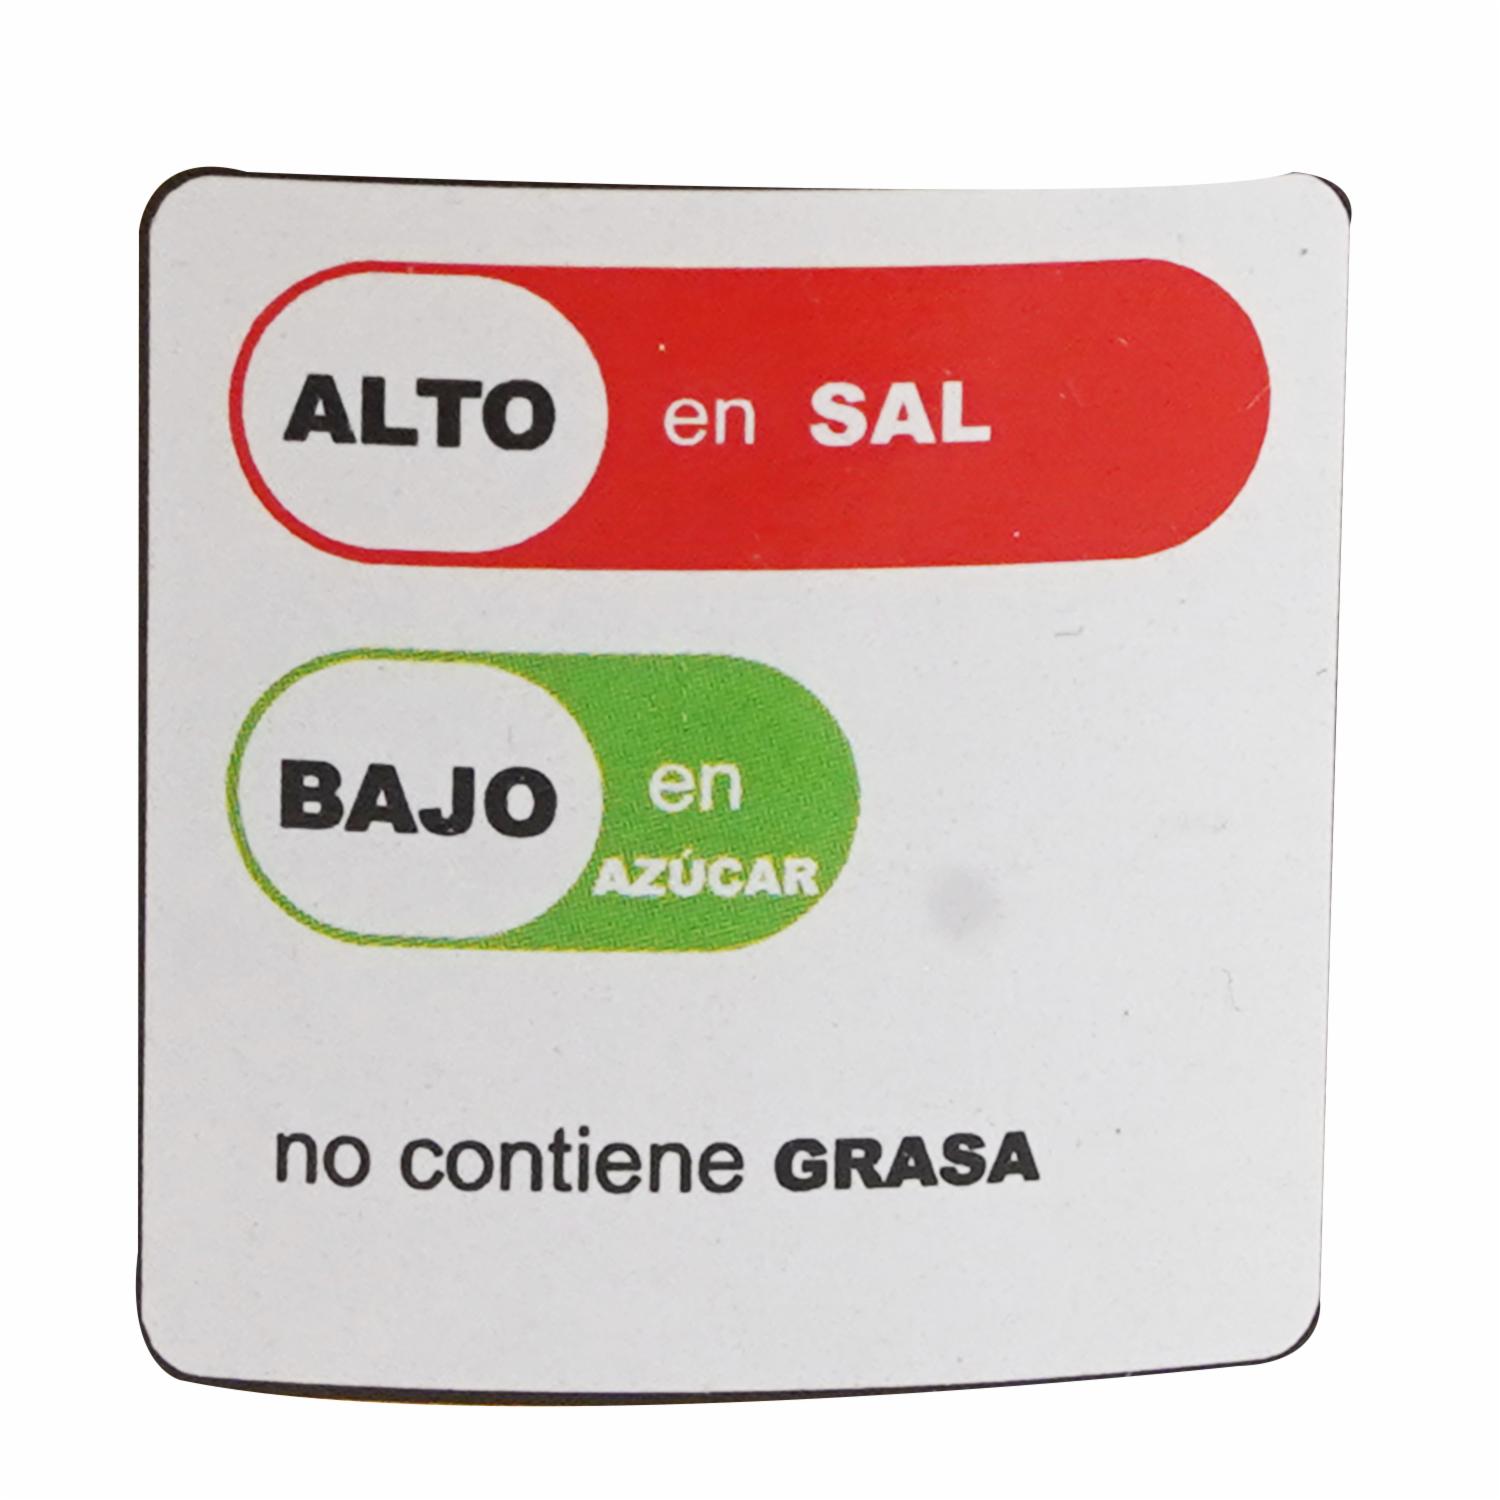 ALTO en SAL
BAJO en
AZÚCAR
no contiene GRASA